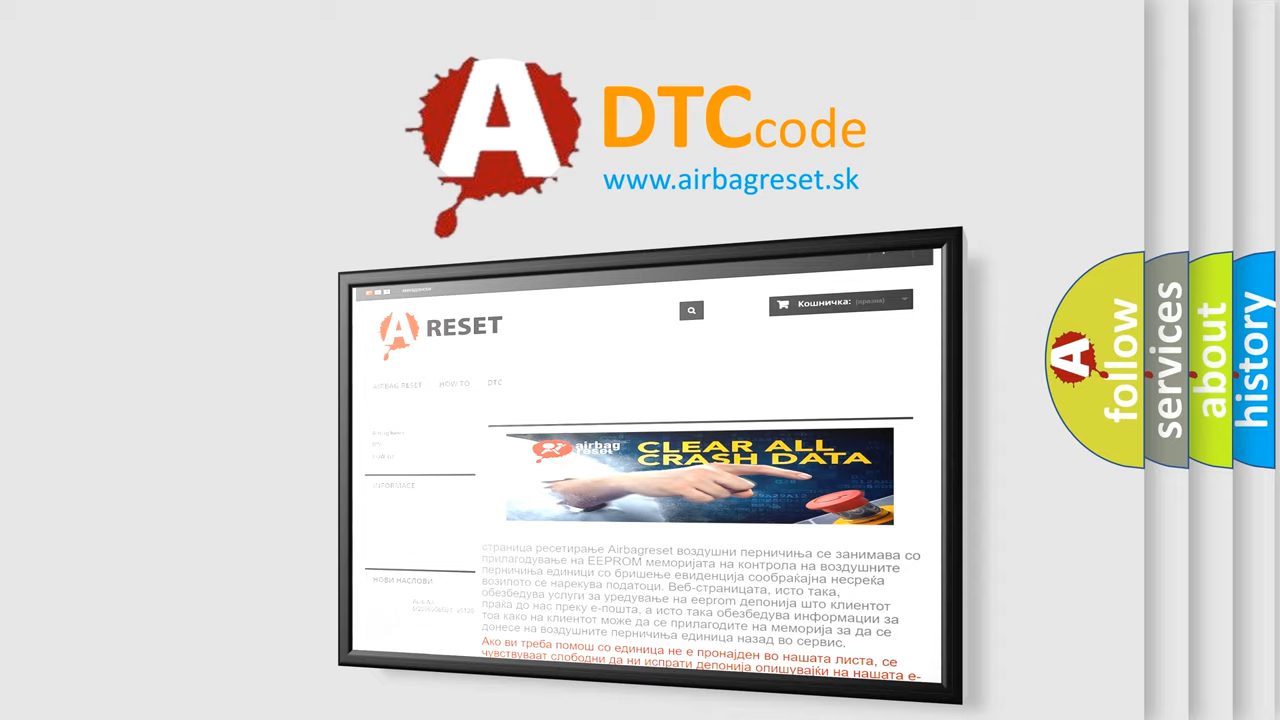 A
DTCcode
www.airbagreset.sk
Кошничка: (празна)
A RESET
AIRBAG RESET HOW TO DTC
INFORMACE
airbag
reset
CLEAR ALL
CRASH DATA
НОВИ НАСЛОВИ
страница ресетирање Airbagreset воздушни перничиња се занимава со
прилагодување на EEPROM меморијата на контрола на воздушните
перничиња единици со бришење евиденција сообраќајна несреќа
возилото се нарекува податоци. Веб-страницата, исто така,
обезбедува услуги за уредување на eeprom депонија што клиентот
праќа до нас преку е-пошта, а исто така обезбедува информации за
тоа како на клиентот може да се прилагодите на меморија за да се
донесе на воздушните перничиња единица назад во сервис.
Ако ви треба помош со единица не е пронајден во нашата листа, се
чувствуваат слободни да ни испрати депонија опишувајќи на нашата е-
A
follow
services
about
history